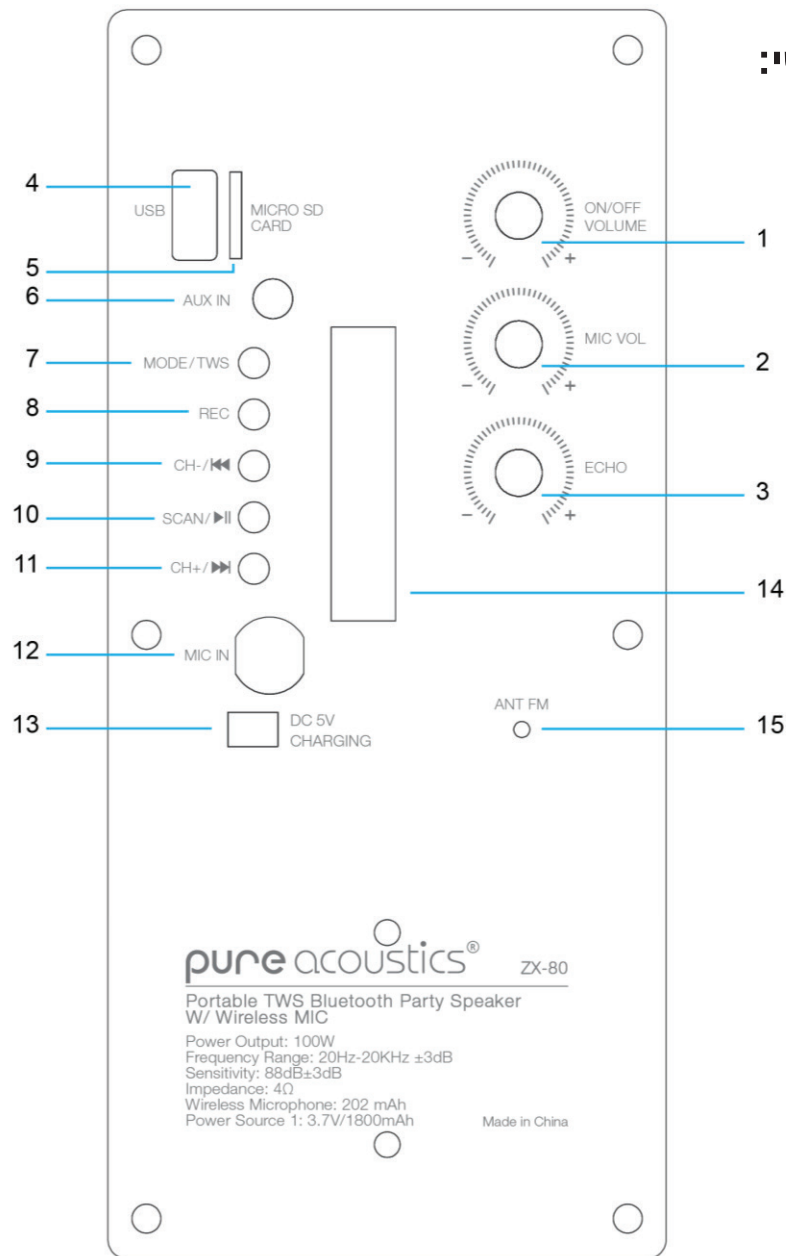 4
USB
MICRO SD
CARD
ON/OFF
VOLUME
1
5
6
AUX IN
7
MODE/TWS
MIC VOL
2
8
REC
9
CH-/⏮
ECHO
3
10
SCAN/⏯
11
CH+/⏭
14
12
MIC IN
13
DC 5V
CHARGING
ANT FM
15
pure acoustics® ZX-80
Portable TWS Bluetooth Party Speaker
W/ Wireless MIC
Power Output: 100W
Frequency Range: 20Hz-20KHz ±3dB
Sensitivity: 88dB±3dB
Impedance: 4Ω
Wireless Microphone: 202 mAh
Power Source 1: 3.7V/1800mAh Made in China